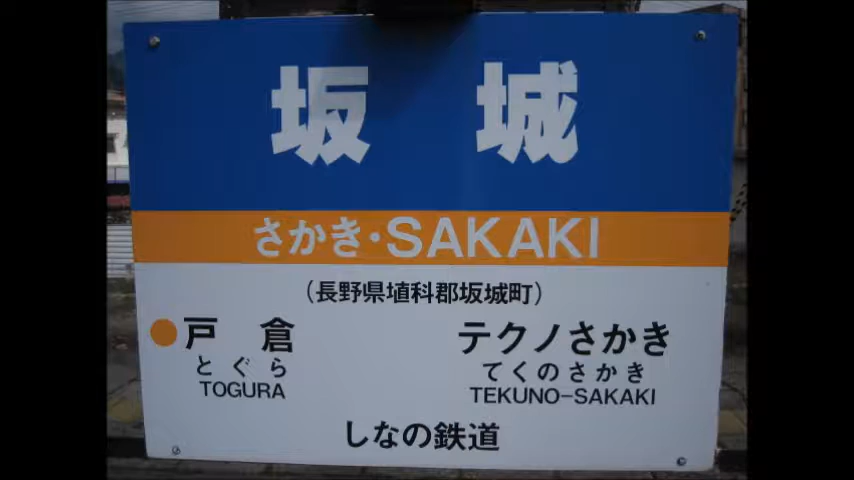 坂 城
さかき・SAKAKI
(長野県埴科郡坂城町)
戸 倉 テクノさかき
とぐら てくのさかき
TOGURA TEKUNO-SAKAKI
しなの鉄道